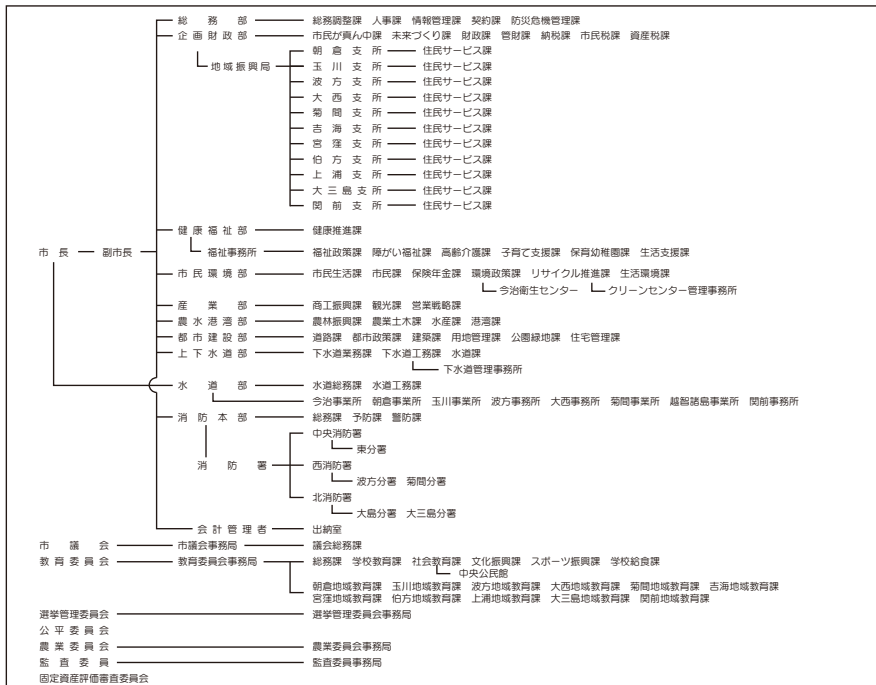 総務部 総務調整課 人事課 情報管理課 契約課 防災危機管理課
企画財政部 市民が真ん中課 未来づくり課 財政課 管財課 納税課 市民税課 資産税課
地域振興局
朝倉支所 住民サービス課
玉川支所 住民サービス課
波方支所 住民サービス課
大西支所 住民サービス課
菊間支所 住民サービス課
吉海支所 住民サービス課
宮窪支所 住民サービス課
伯方支所 住民サービス課
上浦支所 住民サービス課
大三島支所 住民サービス課
関前支所 住民サービス課
健康福祉部 健康推進課
市長 副市長 福祉事務所 福祉政策課 障がい福祉課 高齢介護課 子育て支援課 保育幼稚園課 生活支援課
市民環境部 市民生活課 市民課 保険年金課 環境政策課 リサイクル推進課 生活環境課
今治衛生センター クリーンセンター管理事務所
産業部 商工振興課 観光課 営業戦略課
農水港湾部 農林振興課 農業土木課 水産課 港湾課
都市建設部 道路課 都市政策課 建築課 用地管理課 公園緑地課 住宅管理課
上下水道部 下水道業務課 下水道工務課 水道課
下水道管理事務所
水道部 水道総務課 水道工務課
今治事業所 朝倉事業所 玉川事業所 波方事務所 大西事務所 菊間事業所 越智諸島事業所 関前事務所
消防本部 総務課 予防課 警防課
中央消防署
東分署
消防署 西消防署
波方分署 菊間分署
北消防署
大島分署 大三島分署
会計管理者 出納室
市議会 市議会事務局 議会総務課
教育委員会 教育委員会事務局 総務課 学校教育課 社会教育課 文化振興課 スポーツ振興課 学校給食課
中央公民館
朝倉地域教育課 玉川地域教育課 波方地域教育課 大西地域教育課 菊間地域教育課 吉海地域教育課
宮窪地域教育課 伯方地域教育課 上浦地域教育課 大三島地域教育課 関前地域教育課
選挙管理委員会 選挙管理委員会事務局
公平委員会
農業委員会 農業委員会事務局
監査委員 監査委員事務局
固定資産評価審査委員会